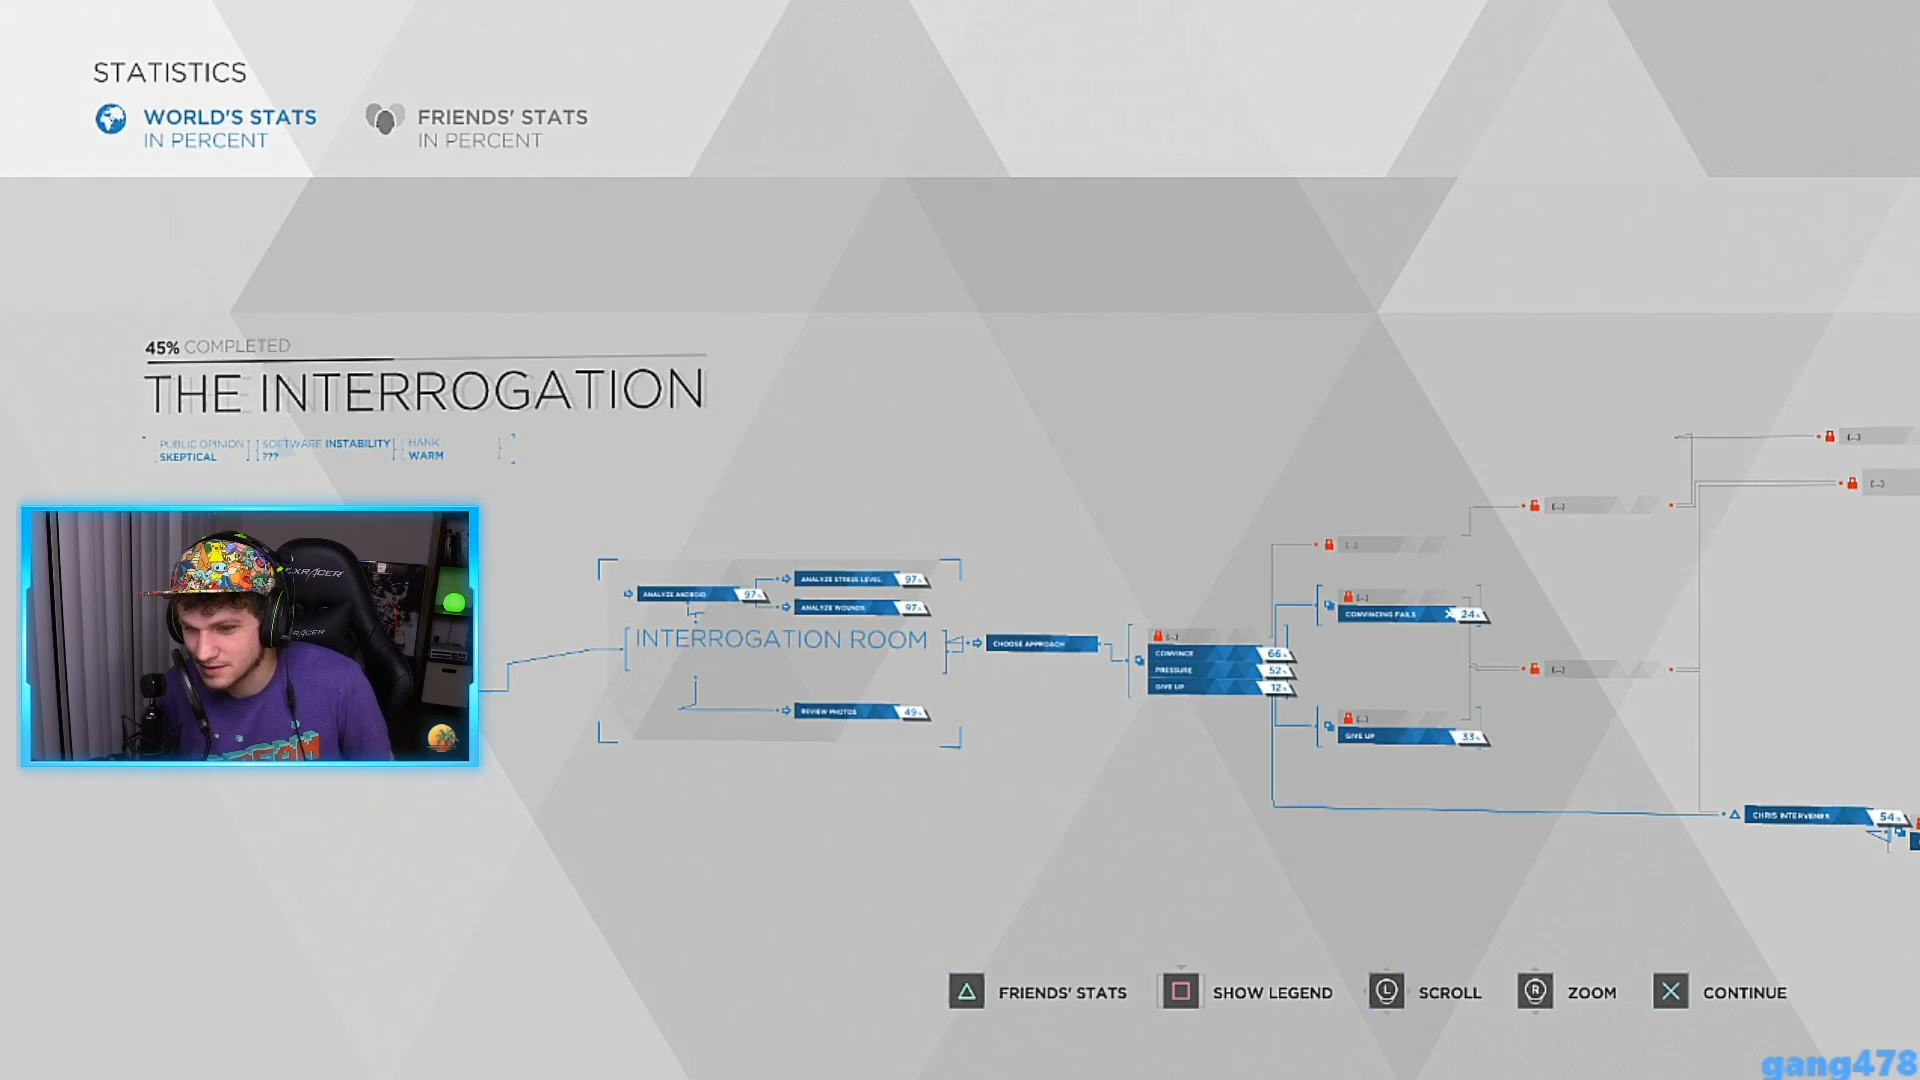 STATISTICS
WORLD'S STATS
IN PERCENT
FRIENDS' STATS
IN PERCENT
45% COMPLETED
THE INTERROGATION
PUBLIC OPINION
SKEPTICAL
SOFTWARE INSTABILITY
???
HANK
WARM
[...]
[...]
[...]
[...]
ANALYZE ANDROID 97%
ANALYZE STRESS LEVEL 97%
ANALYZE WOUNDS 97%
INTERROGATION ROOM
REVIEW PHOTOS 49%
CHOOSE APPROACH
[...]
CONVINCE 66%
PRESSURE 52%
GIVE UP 12%
[...]
CONVINCING FAILS 24%
[...]
[...]
GIVE UP 33%
CHRIS INTERVENES 54%
XRACER
RACER
FRIENDS' STATS
SHOW LEGEND
L SCROLL
R ZOOM
CONTINUE
gang478